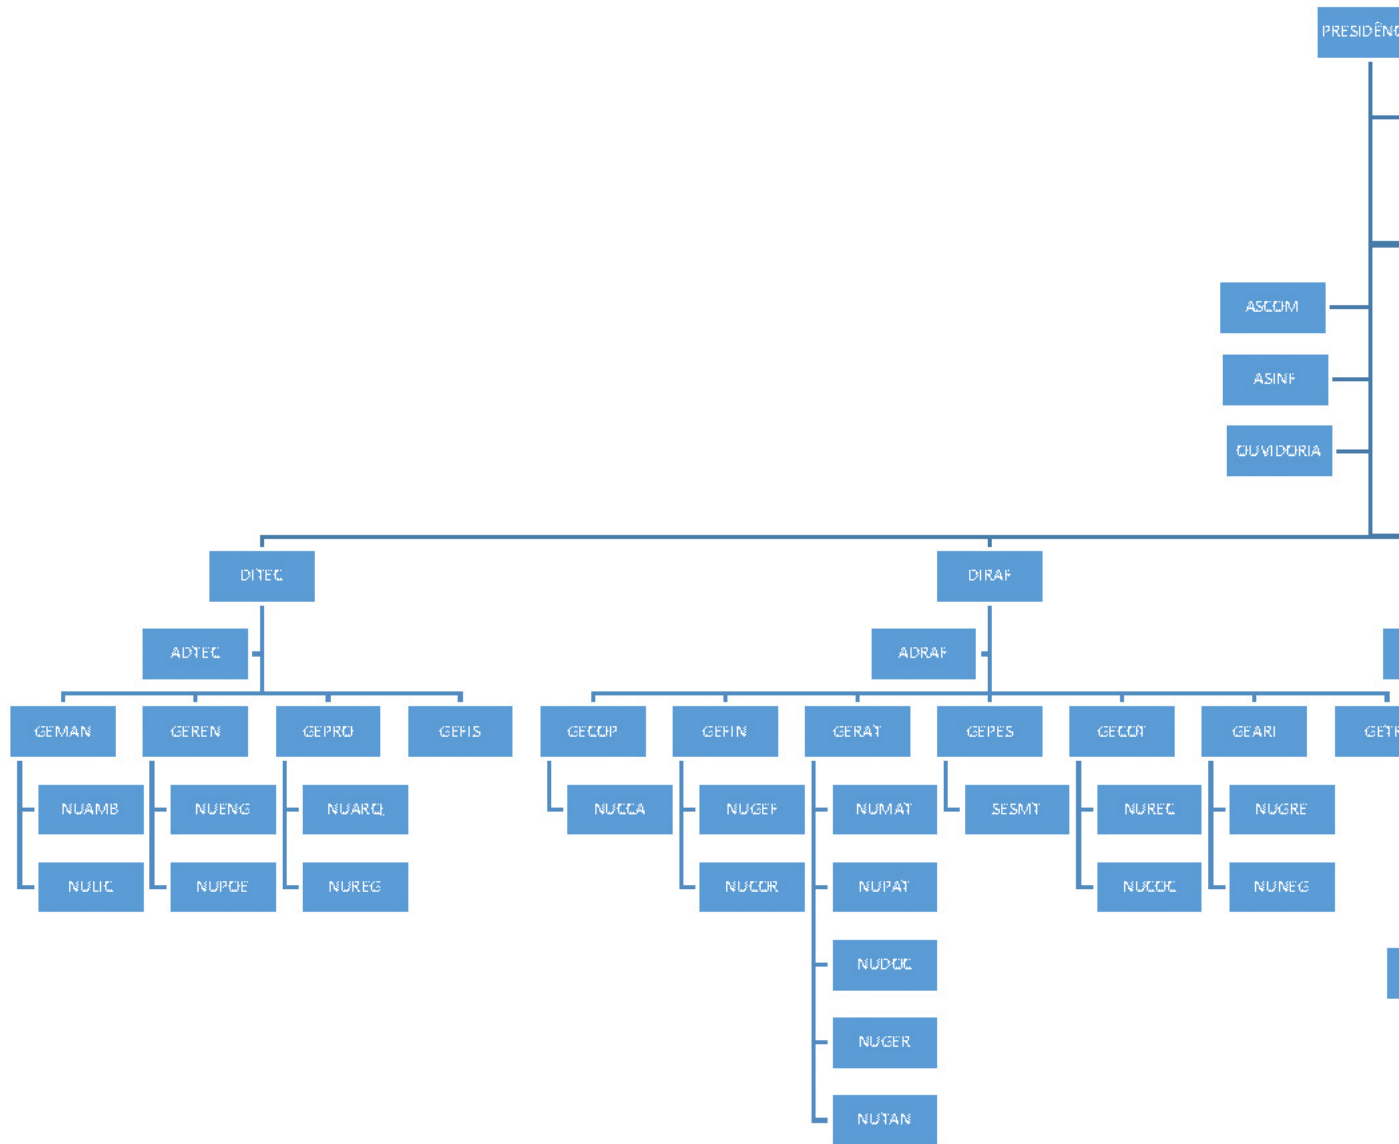 PRESIDÊNC
ASCOM
ASINF
OUVIDORIA
DITEC
DIRAF
ADTEC
ADRAF
GEMAN
GEREN
GEPRO
GEFIS
GECOP
GEFIN
GERAT
GEPES
GECOT
GEARI
GETR
NUAMB
NUENG
NUARQ
NUCCA
NUGEF
NUMAT
SESMT
NUREC
NUGRE
NULIC
NUPOE
NUREG
NUCOR
NUPAT
NUCOC
NUNEG
NUDOC
NUGER
NUTAN